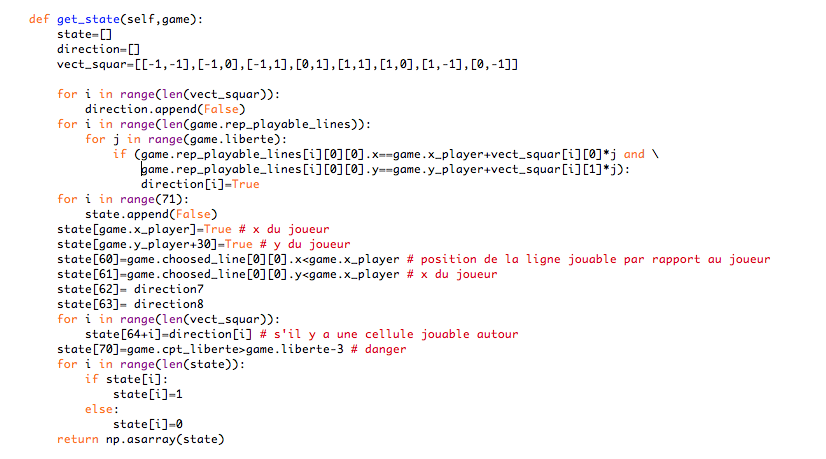 def get_state(self,game):
    state=[]
    direction=[]
    vect_squar=[[-1,-1],[-1,0],[-1,1],[0,1],[1,1],[1,0],[1,-1],[0,-1]]

    for i in range(len(vect_squar)):
        direction.append(False)
    for i in range(len(game.rep_playable_lines)):
        for j in range(game.liberte):
            if (game.rep_playable_lines[i][0][0].x==game.x_player+vect_squar[i][0]*j and \
                game.rep_playable_lines[i][0][0].y==game.y_player+vect_squar[i][1]*j):
                direction[i]=True
    for i in range(71):
        state.append(False)
    state[game.x_player]=True # x du joueur
    state[game.y_player+30]=True # y du joueur
    state[60]=game.choosed_line[0][0].x<game.x_player # position de la ligne jouable par rapport au joueur
    state[61]=game.choosed_line[0][0].y<game.x_player # x du joueur
    state[62]= direction7
    state[63]= direction8
    for i in range(len(vect_squar)):
        state[64+i]=direction[i] # s'il y a une cellule jouable autour
    state[70]=game.cpt_liberte>game.liberte-3 # danger
    for i in range(len(state)):
        if state[i]:
            state[i]=1
        else:
            state[i]=0
    return np.asarray(state)